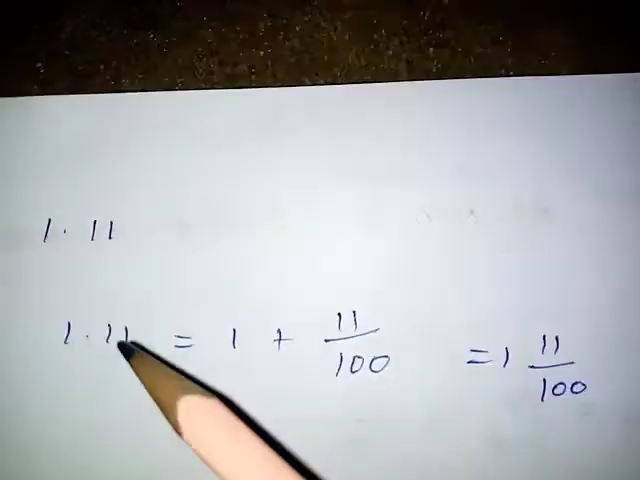 1.11
1.11 = 1 + 11/100 = 1 11/100